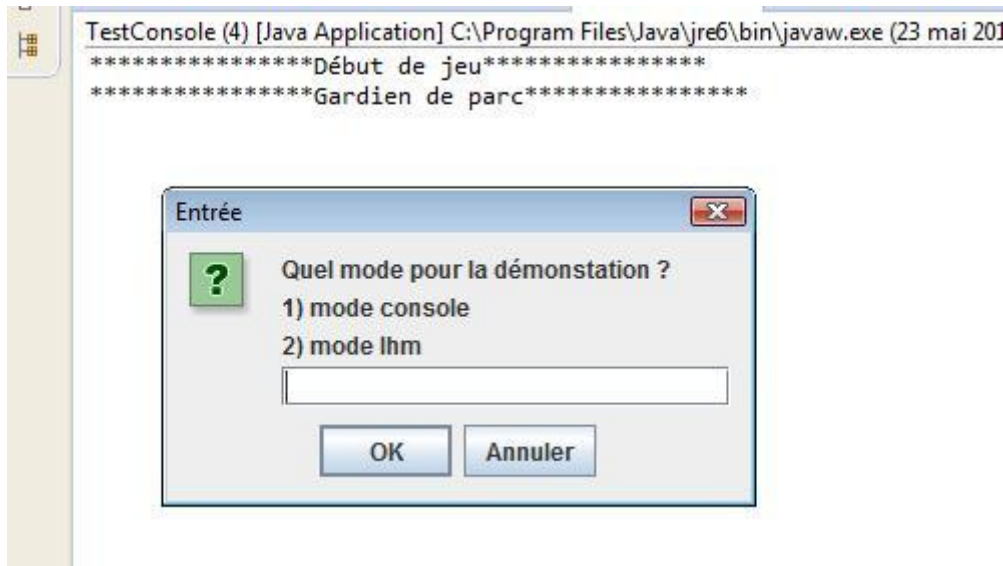 TestConsole (4) [Java Application] C:\Program Files\Java\jre6\bin\javaw.exe (23 mai 201
****************Début de jeu****************
****************Gardien de parc****************
Entrée
Quel mode pour la démonstation ?
1) mode console
2) mode Ihm
OK
Annuler